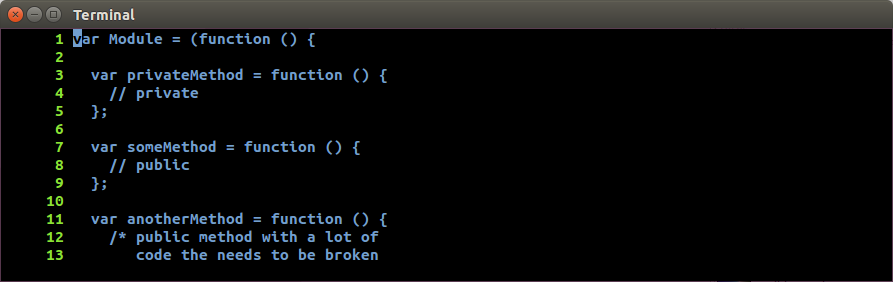 Terminal
1 var Module = (function () {
2
3   var privateMethod = function () {
4     // private
5   };
6
7   var someMethod = function () {
8     // public
9   };
10
11   var anotherMethod = function () {
12     /* public method with a lot of
13        code the needs to be broken